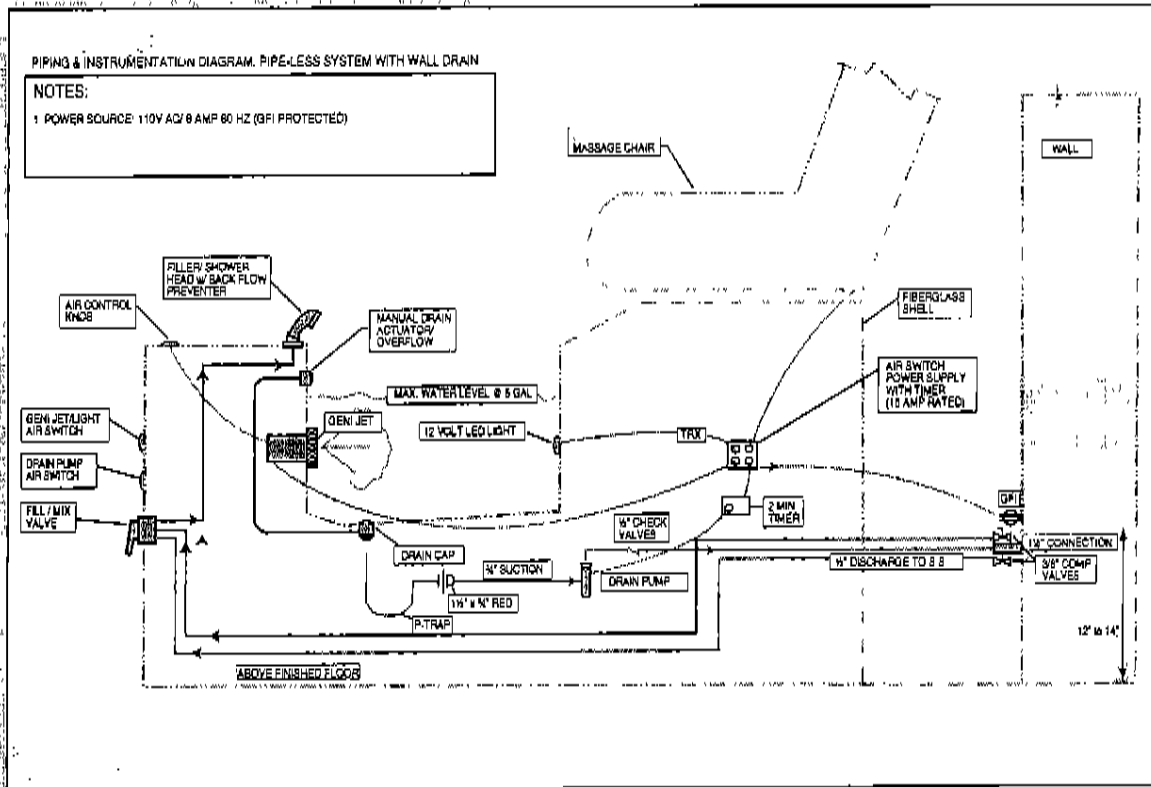 PIPING & INSTRUMENTATION DIAGRAM, PIPE-LESS SYSTEM WITH WALL DRAIN
NOTES:
1 POWER SOURCE: 110V AC/ 8 AMP 60 HZ (GFI PROTECTED)
MASSAGE CHAIR
WALL
FILLER/ SHOWER
HEAD W/ BACK FLOW
PREVENTER
AIR CONTROL
KNOB
MANUAL DRAIN
ACTUATOR/
OVERFLOW
FIBERGLASS
SHELL
AIR SWITCH
POWER SUPPLY
WITH TIMER
(15 AMP RATED)
MAX. WATER LEVEL @ 5 GAL
GENI JET/LIGHT
AIR SWITCH
GENI JET
12 VOLT LED LIGHT
TRX
DRAIN PUMP
AIR SWITCH
FILL / MIX
VALVE
2 MIN
TIMER
GFI
½" CHECK
VALVES
1½" CONNECTION
DRAIN CAP
¾" SUCTION
DRAIN PUMP
½" DISCHARGE TO S S
3/8" COMP
VALVES
1½" x ¾" RED
P-TRAP
12" to 14"
ABOVE FINISHED FLOOR